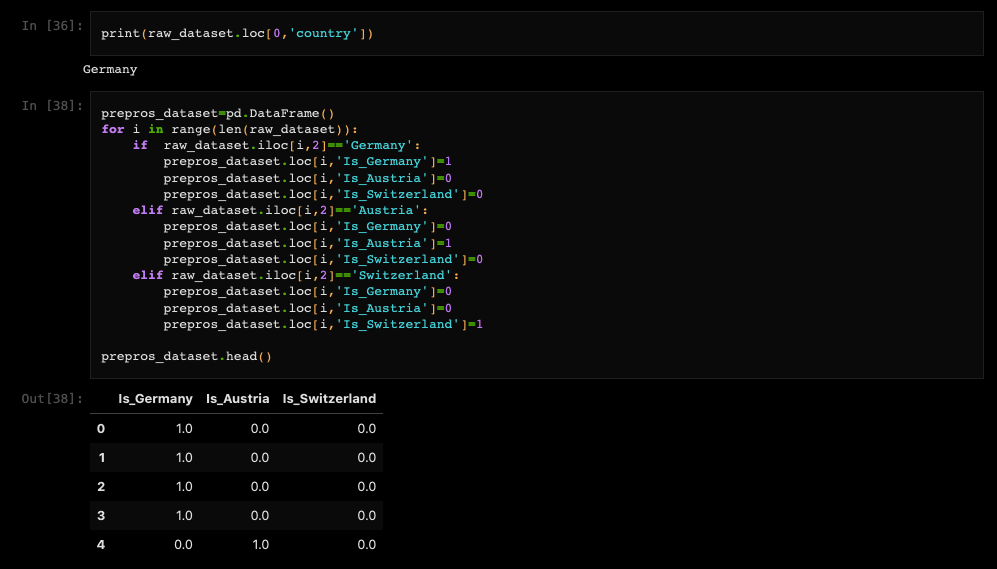 In [36]:
print(raw_dataset.loc[0,'country'])
Germany
In [38]:
prepros_dataset=pd.DataFrame()
for i in range(len(raw_dataset)):
    if  raw_dataset.iloc[i,2]=='Germany':
        prepros_dataset.loc[i,'Is_Germany']=1
        prepros_dataset.loc[i,'Is_Austria']=0
        prepros_dataset.loc[i,'Is_Switzerland']=0
    elif raw_dataset.iloc[i,2]=='Austria':
        prepros_dataset.loc[i,'Is_Germany']=0
        prepros_dataset.loc[i,'Is_Austria']=1
        prepros_dataset.loc[i,'Is_Switzerland']=0
    elif raw_dataset.iloc[i,2]=='Switzerland':
        prepros_dataset.loc[i,'Is_Germany']=0
        prepros_dataset.loc[i,'Is_Austria']=0
        prepros_dataset.loc[i,'Is_Switzerland']=1
prepros_dataset.head()
Out[38]:
Is_Germany Is_Austria Is_Switzerland
0 1.0 0.0 0.0
1 1.0 0.0 0.0
2 1.0 0.0 0.0
3 1.0 0.0 0.0
4 0.0 1.0 0.0